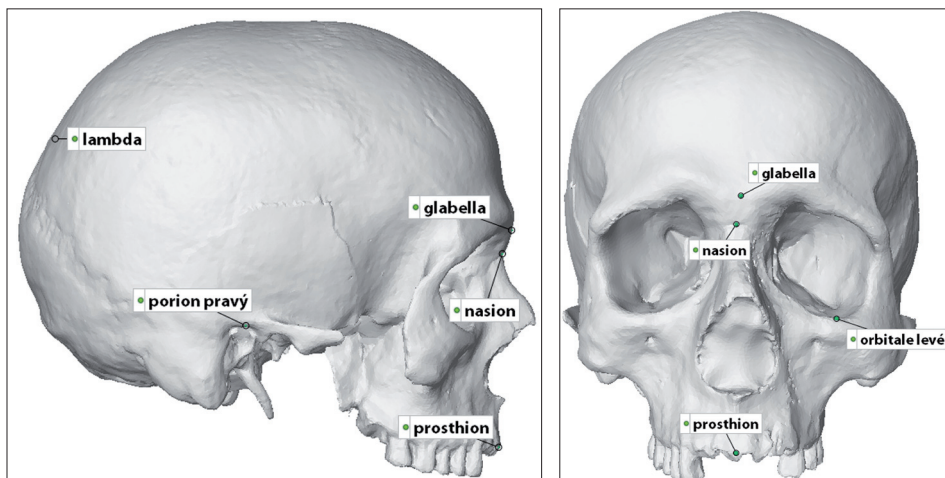 lambda
glabella
porion pravý
nasion
prosthion
glabella
nasion
orbitale levé
prosthion